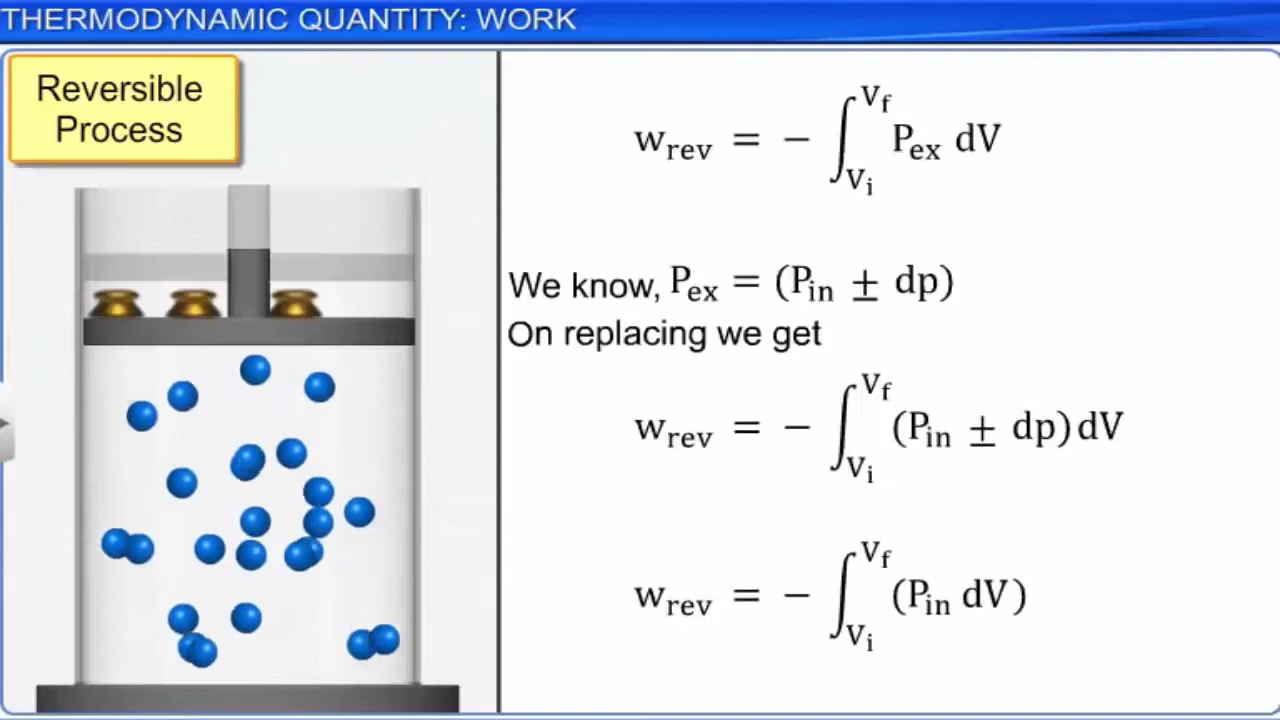 THERMODYNAMIC QUANTITY: WORK
Reversible
Process
w_rev = − ∫_{V_i}^{V_f} P_ex dV
We know, P_ex = (P_in ± dp)
On replacing we get
w_rev = − ∫_{V_i}^{V_f} (P_in ± dp) dV
w_rev = − ∫_{V_i}^{V_f} (P_in dV)